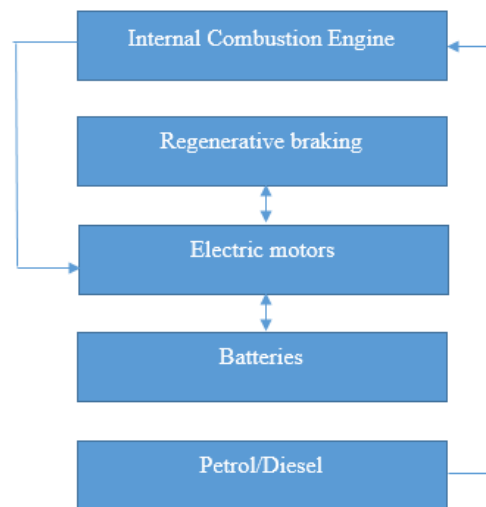 Internal Combustion Engine
Regenerative braking
Electric motors
Batteries
Petrol/Diesel